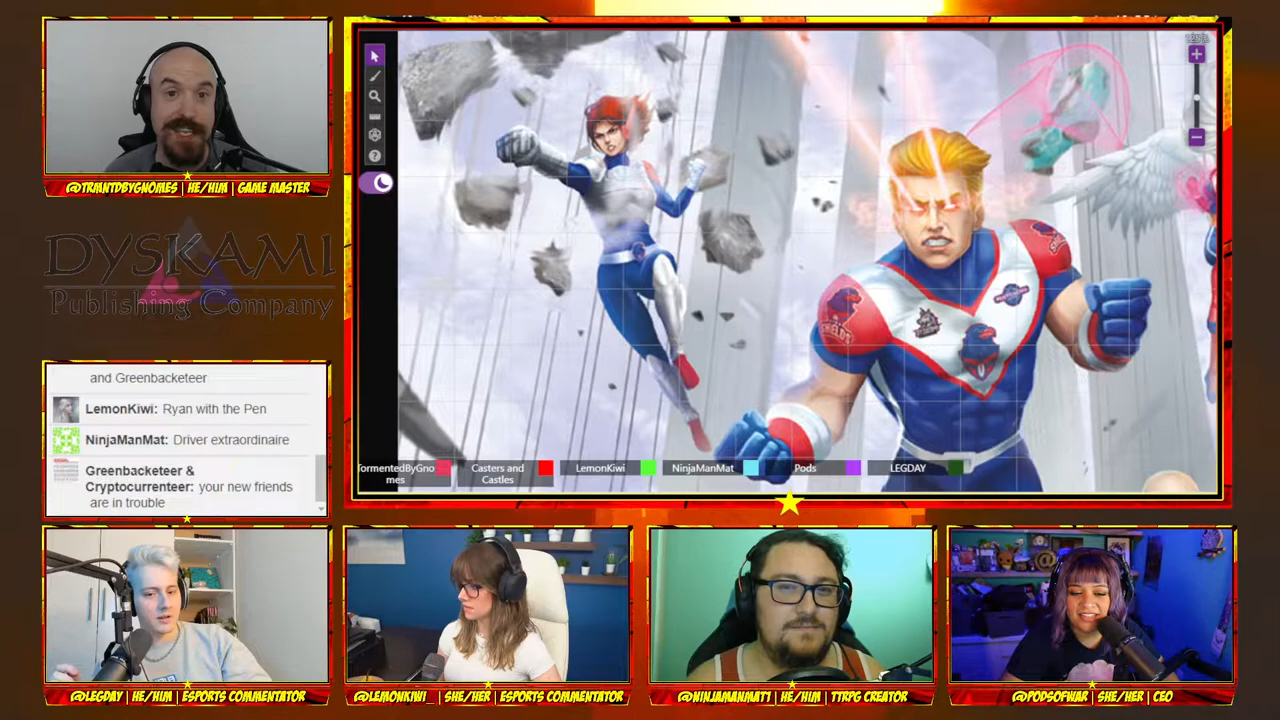 @TRMNTDBYGNOMES | HE/HIM | GAME MASTER
DYSKAMI
Publishing Company
and Greenbacketeer
LemonKiwi: Ryan with the Pen
NinjaManMat: Driver extraordinaire
Greenbacketeer &
Cryptocurrenteer: your new friends
are in trouble
TormentedByGno
mes
Casters and
Castles
LemonKiwi
NinjaManMat
Pods
LEGDAY
@LEGDAY | HE/HIM | ESPORTS COMMENTATOR
@LEMONKIWI_ | SHE/HER | ESPORTS COMMENTATOR
@NINJAMANMAT1 | HE/HIM | TTRPG CREATOR
@PODSOFWAR | SHE/HER | CEO